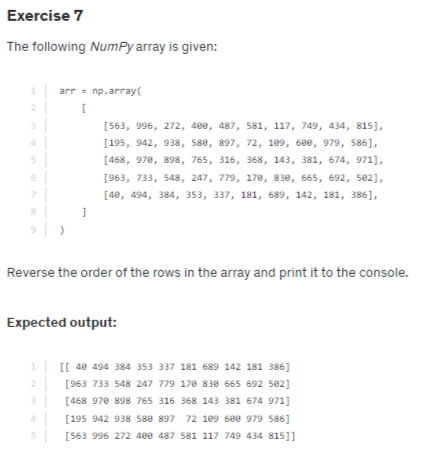 Exercise 7
The following NumPy array is given:
1 arr = np.array(
2 [
3 [563, 996, 272, 400, 487, 581, 117, 749, 434, 815],
4 [195, 942, 938, 580, 897, 72, 109, 600, 979, 586],
5 [468, 970, 898, 765, 316, 368, 143, 381, 674, 971],
6 [963, 733, 548, 247, 779, 170, 830, 665, 692, 502],
7 [40, 494, 384, 353, 337, 181, 689, 142, 181, 386],
8 ]
9 )
Reverse the order of the rows in the array and print it to the console.
Expected output:
1 [[ 40 494 384 353 337 181 689 142 181 386]
2 [963 733 548 247 779 170 830 665 692 502]
3 [468 970 898 765 316 368 143 381 674 971]
4 [195 942 938 580 897 72 109 600 979 586]
5 [563 996 272 400 487 581 117 749 434 815]]